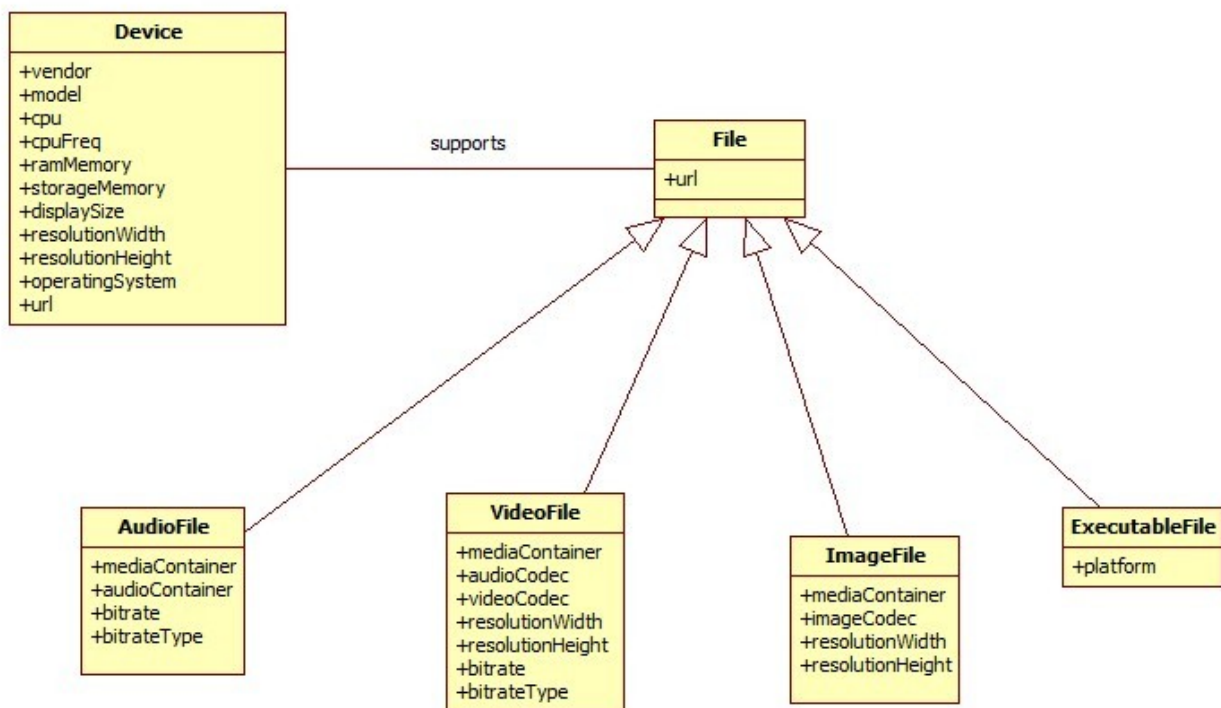 Device
+vendor
+model
+cpu
+cpuFreq
+ramMemory
+storageMemory
+displaySize
+resolutionWidth
+resolutionHeight
+operatingSystem
+url
supports
File
+url
AudioFile
+mediaContainer
+audioContainer
+bitrate
+bitrateType
VideoFile
+mediaContainer
+audioCodec
+videoCodec
+resolutionWidth
+resolutionHeight
+bitrate
+bitrateType
ImageFile
+mediaContainer
+imageCodec
+resolutionWidth
+resolutionHeight
ExecutableFile
+platform